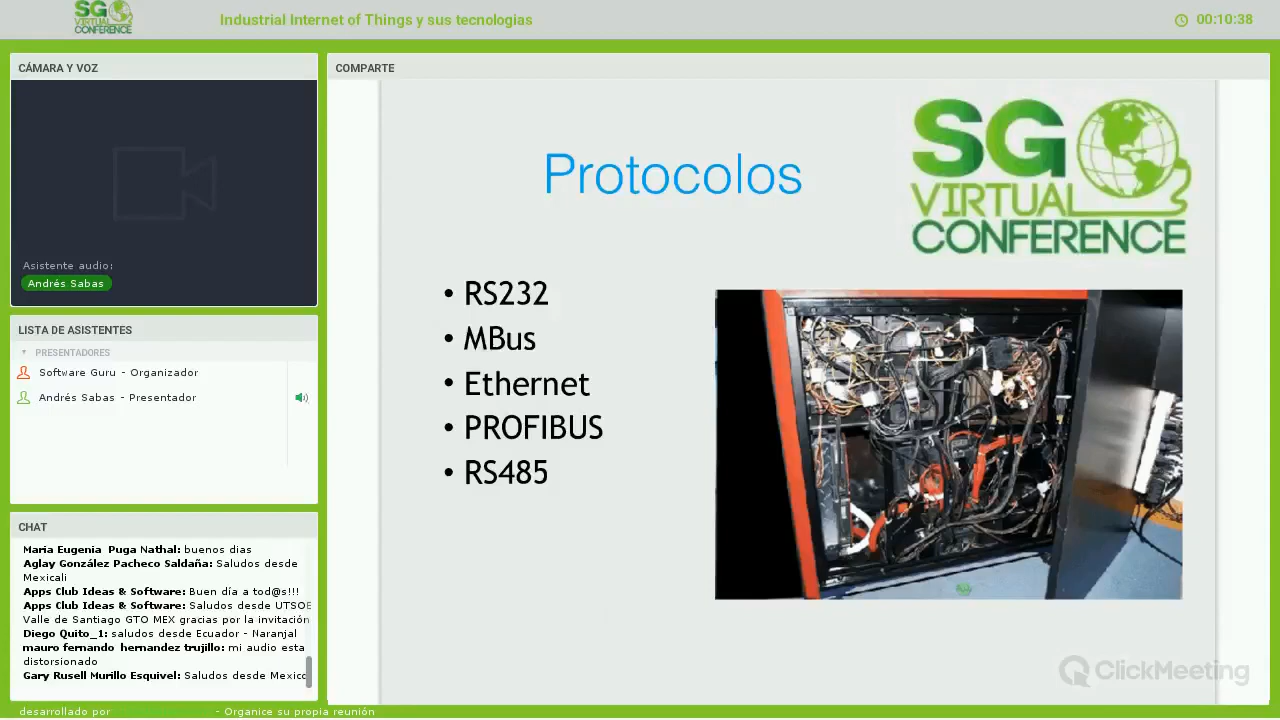 SG
VIRTUAL
CONFERENCE
Industrial Internet of Things y sus tecnologias
00:10:38
CÁMARA Y VOZ
Asistente audio:
Andrés Sabas
LISTA DE ASISTENTES
PRESENTADORES
Software Guru - Organizador
Andrés Sabas - Presentador
CHAT
Maria Eugenia Puga Nathal: buenos dias
Aglay González Pacheco Saldaña: Saludos desde
Mexicali
Apps Club Ideas & Software: Buen día a tod@s!!!
Apps Club Ideas & Software: Saludos desde UTSOE
Valle de Santiago GTO MEX gracias por la invitación
Diego Quito_1: saludos desde Ecuador - Naranjal
mauro fernando hernandez trujillo: mi audio esta
distorsionado
Gary Rusell Murillo Esquivel: Saludos desde Mexico
desarrollado por
- Organice su propia reunión
COMPARTE
Protocolos
SG
VIRTUAL
CONFERENCE
• RS232
• MBus
• Ethernet
• PROFIBUS
• RS485
ClickMeeting